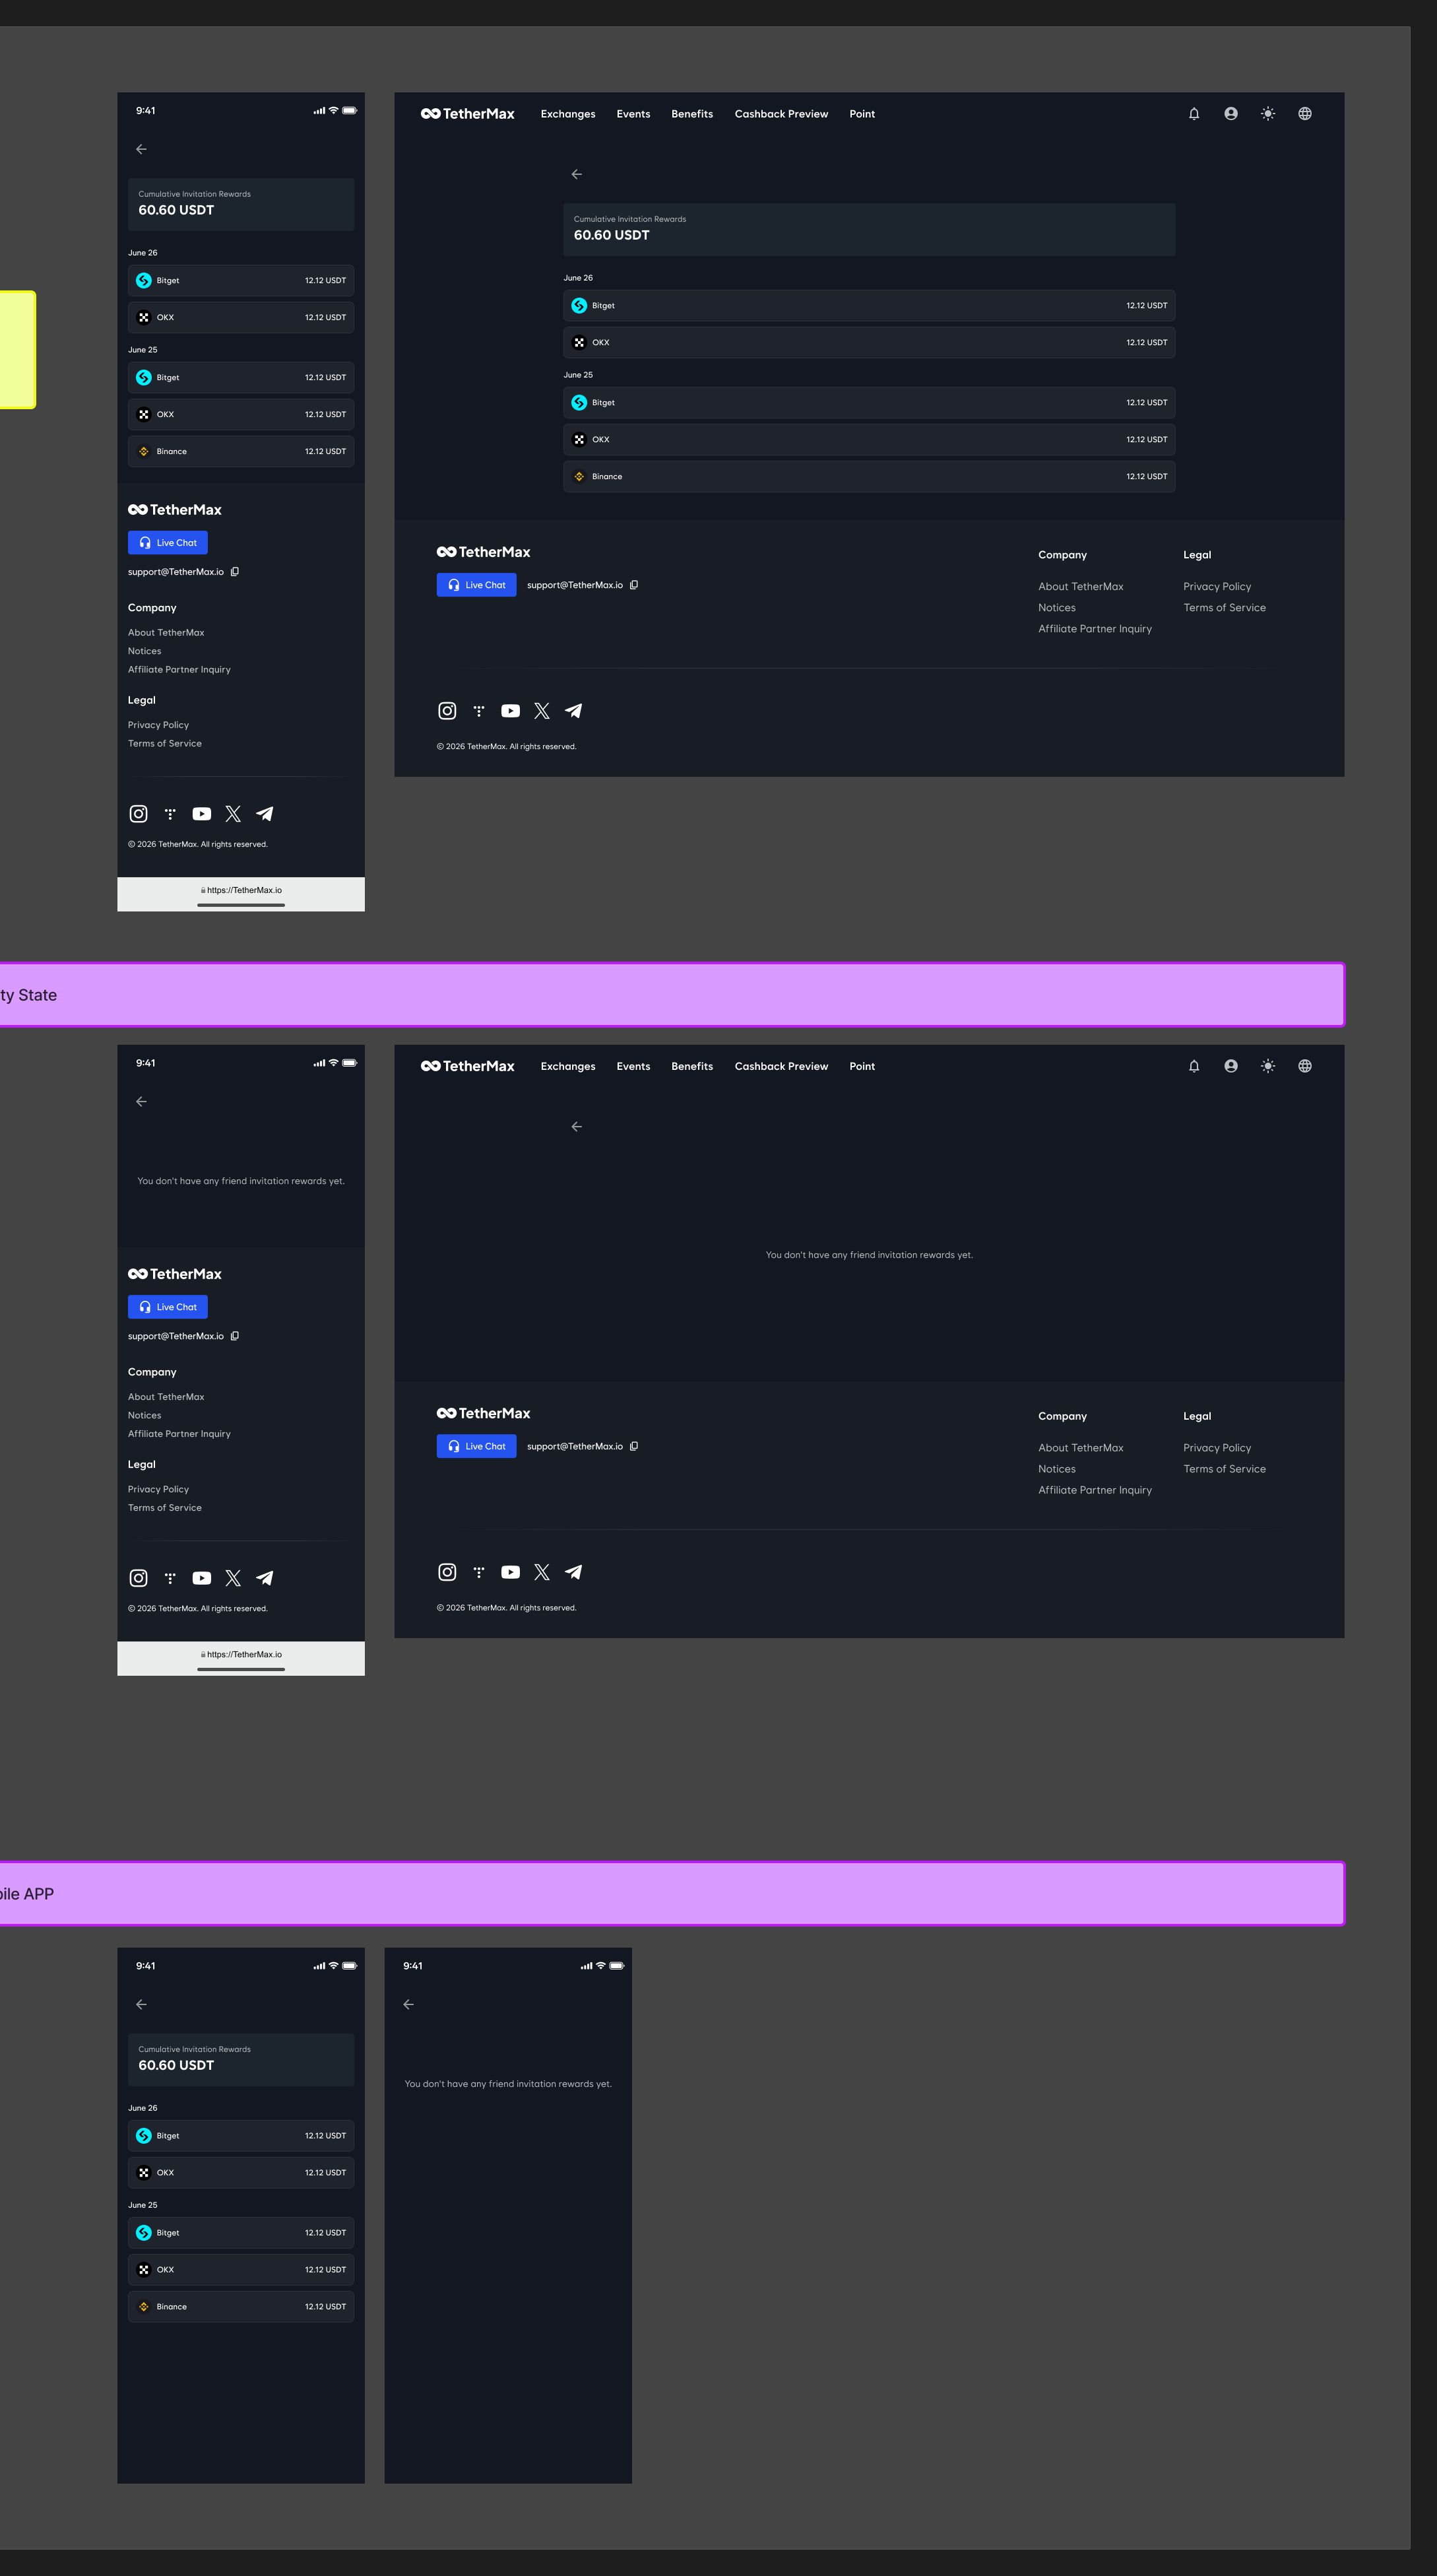 9:41
Cumulative Invitation Rewards
60.60 USDT
June 26
Bitget 12.12 USDT
OKX 12.12 USDT
June 25
Bitget 12.12 USDT
OKX 12.12 USDT
Binance 12.12 USDT
TetherMax
Live Chat
support@TetherMax.io
Company
About TetherMax
Notices
Affiliate Partner Inquiry
Legal
Privacy Policy
Terms of Service
© 2026 TetherMax. All rights reserved.
https://TetherMax.io
TetherMax Exchanges Events Benefits Cashback Preview Point
Cumulative Invitation Rewards
60.60 USDT
June 26
Bitget 12.12 USDT
OKX 12.12 USDT
June 25
Bitget 12.12 USDT
OKX 12.12 USDT
Binance 12.12 USDT
TetherMax
Live Chat support@TetherMax.io
Company
About TetherMax
Notices
Affiliate Partner Inquiry
Legal
Privacy Policy
Terms of Service
© 2026 TetherMax. All rights reserved.
ty State
9:41
You don't have any friend invitation rewards yet.
TetherMax
Live Chat
support@TetherMax.io
Company
About TetherMax
Notices
Affiliate Partner Inquiry
Legal
Privacy Policy
Terms of Service
© 2026 TetherMax. All rights reserved.
https://TetherMax.io
TetherMax Exchanges Events Benefits Cashback Preview Point
You don't have any friend invitation rewards yet.
TetherMax
Live Chat support@TetherMax.io
Company
About TetherMax
Notices
Affiliate Partner Inquiry
Legal
Privacy Policy
Terms of Service
© 2026 TetherMax. All rights reserved.
bile APP
9:41
Cumulative Invitation Rewards
60.60 USDT
June 26
Bitget 12.12 USDT
OKX 12.12 USDT
June 25
Bitget 12.12 USDT
OKX 12.12 USDT
Binance 12.12 USDT
9:41
You don't have any friend invitation rewards yet.